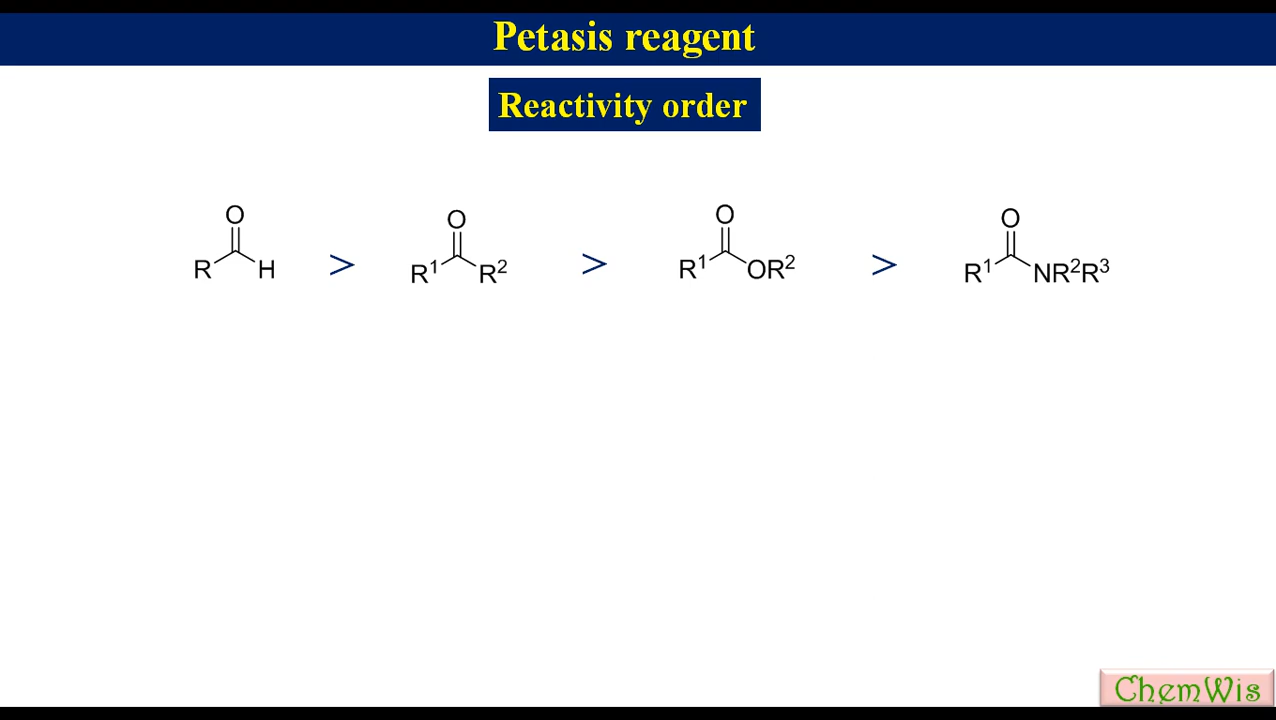 Petasis reagent
Reactivity order
O O O O
R H > R¹ R² > R¹ OR² > R¹ NR²R³
ChemWis